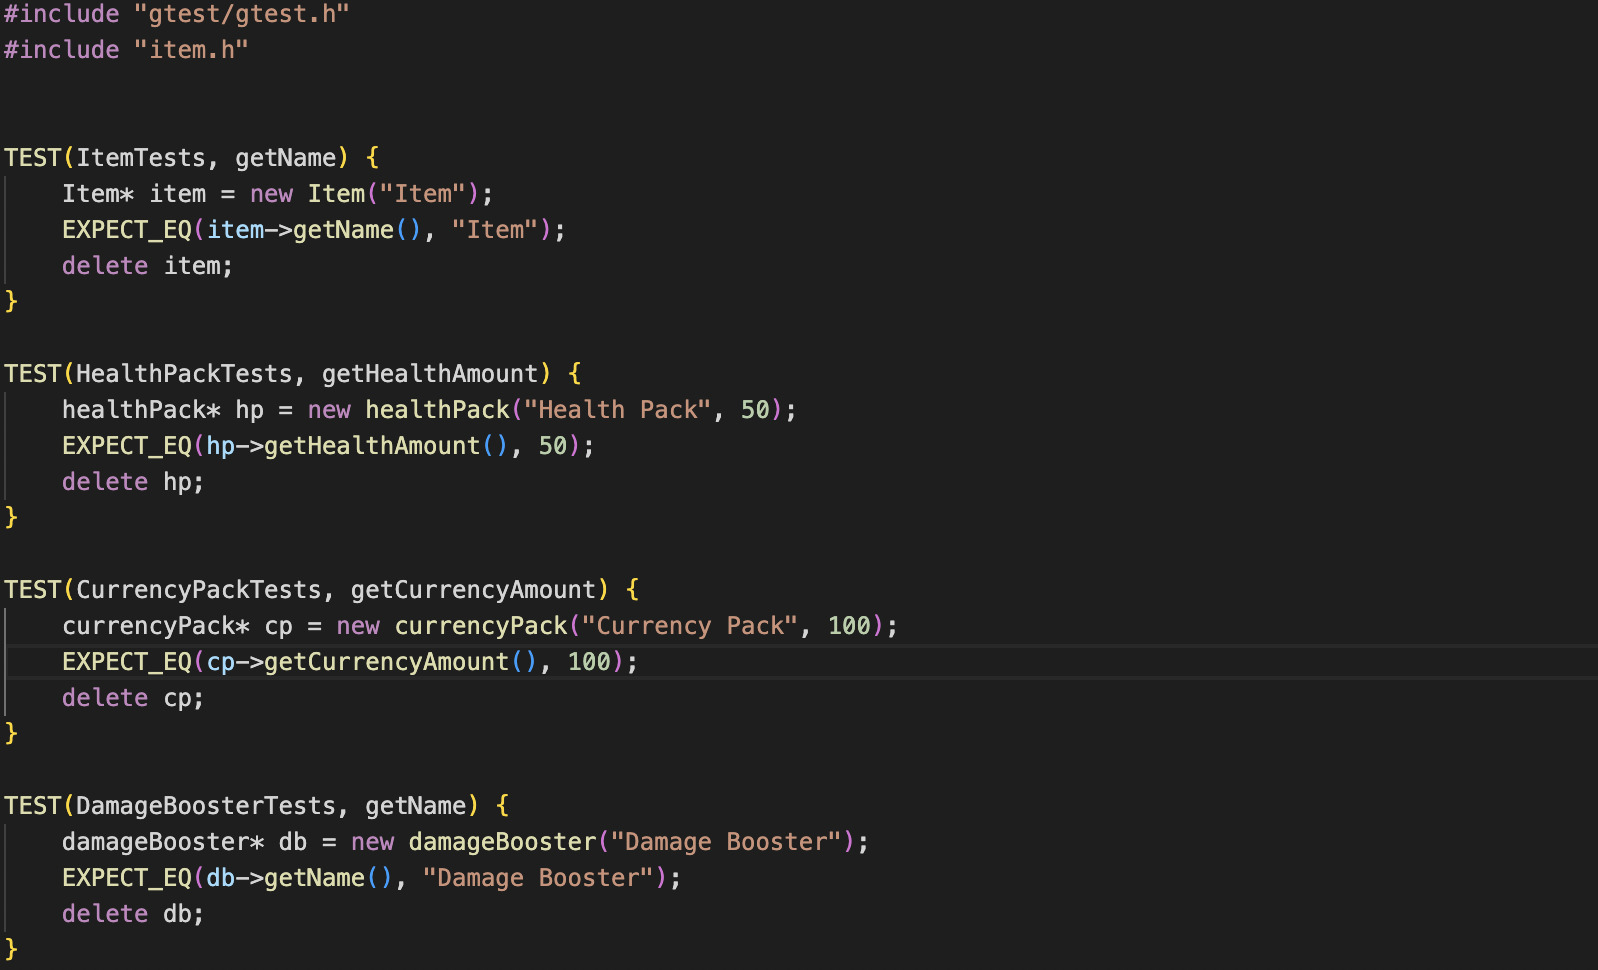 #include "gtest/gtest.h"
#include "item.h"
TEST(ItemTests, getName) {
    Item* item = new Item("Item");
    EXPECT_EQ(item->getName(), "Item");
    delete item;
}
TEST(HealthPackTests, getHealthAmount) {
    healthPack* hp = new healthPack("Health Pack", 50);
    EXPECT_EQ(hp->getHealthAmount(), 50);
    delete hp;
}
TEST(CurrencyPackTests, getCurrencyAmount) {
    currencyPack* cp = new currencyPack("Currency Pack", 100);
    EXPECT_EQ(cp->getCurrencyAmount(), 100);
    delete cp;
}
TEST(DamageBoosterTests, getName) {
    damageBooster* db = new damageBooster("Damage Booster");
    EXPECT_EQ(db->getName(), "Damage Booster");
    delete db;
}